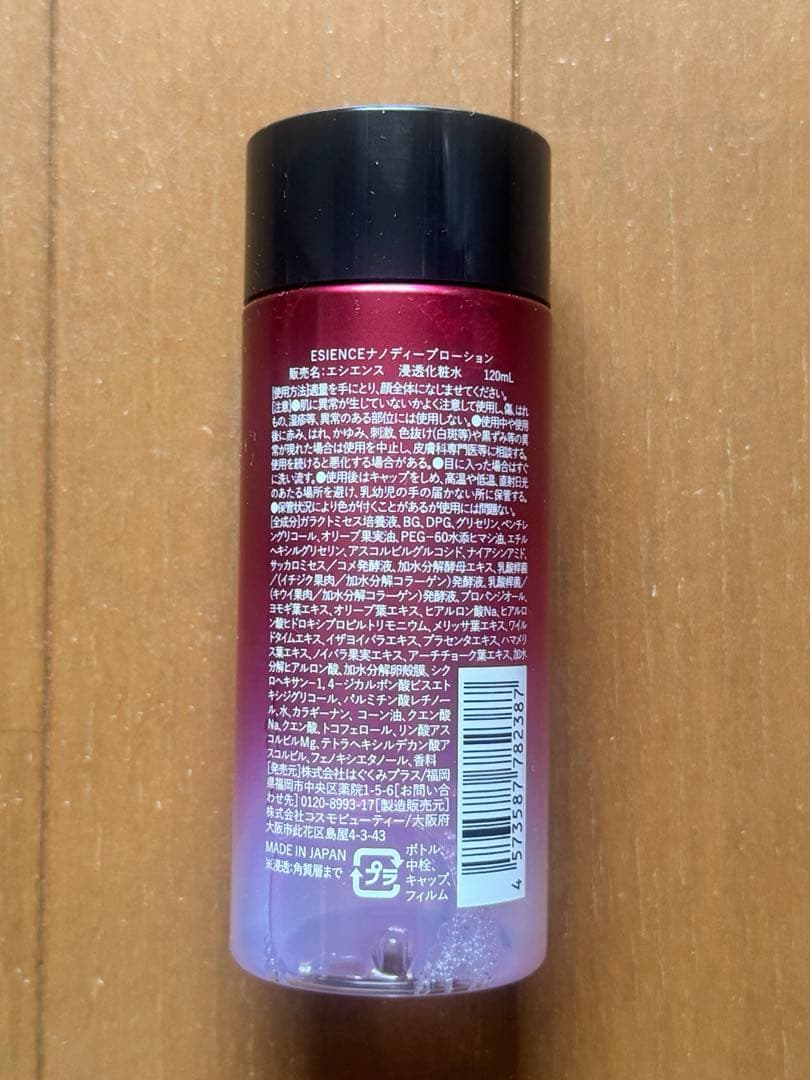 ESIENCEナノディープローション
販売名:エシエンス 浸透化粧水 120mL
[使用方法]適量を手にとり、顔全体になじませてください。
[注意]●肌に異常が生じていないかよく注意して使用し、傷、はれ
もの、湿疹等、異常のある部位には使用しない。●使用中や使用
後に赤み、はれ、かゆみ、刺激、色抜け(白斑等)や黒ずみ等の異
常が現れた場合は使用を中止し、皮膚科専門医等に相談する。
使用を続けると悪化する場合がある。●目に入った場合はすぐ
に洗い流す。●使用後はキャップをしめ、高温や低温、直射日光
のあたる場所を避け、乳幼児の手の届かない所に保管する。
●保管状況により色が付くことがあるが使用には問題ない。
[全成分]ガラクトミセス培養液、BG、DPG、グリセリン、ペンチレ
ングリコール、オリーブ果実油、PEG-60水添ヒマシ油、エチル
ヘキシルグリセリン、アスコルビルグルコシド、ナイアシンアミド、
サッカロミセス/コメ発酵液、加水分解酵母エキス、乳酸桿菌/
/(イチジク果肉/加水分解コラーゲン)発酵液、乳酸桿菌/
(キウイ果肉/加水分解コラーゲン)発酵液、プロパンジオール、
ヨモギ葉エキス、オリーブ葉エキス、ヒアルロン酸Na、ヒアルロ
ン酸ヒドロキシプロピルトリモニウム、メリッサ葉エキス、ワイル
ドタイムエキス、イザヨイバラエキス、プラセンタエキス、ハマメリ
ス葉エキス、ノイバラ果実エキス、アーチチョーク葉エキス、加水
分解ヒアルロン酸、加水分解卵殻膜、シク
ロヘキサン-1,4-ジカルボン酸ビスエト
キシジグリコール、パルミチン酸レチノー
ル、水、カラギーナン、コーン油、クエン酸
Na、クエン酸、トコフェロール、リン酸アス
コルビルMg、テトラヘキシルデカン酸ア
スコルビル、フェノキシエタノール、香料
[発売元]株式会社はぐくみプラス/福岡
県福岡市中央区薬院1-5-6[お問い合
わせ先] 0120-8993-17[製造販売元]
株式会社コスモビューティー/大阪府
大阪市此花区島屋4-3-43
MADE IN JAPAN
※浸透:角質層まで
プラ
ボトル、
中栓、
キャップ、
フィルム
4 573587 782387